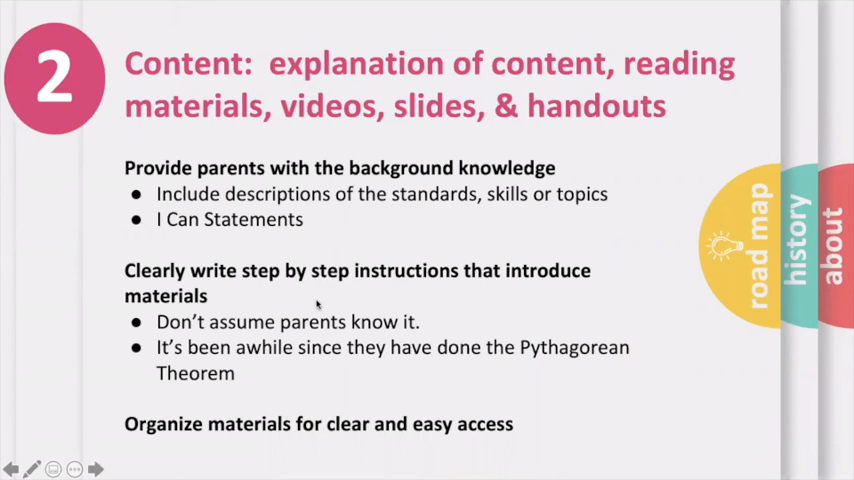 2
Content:  explanation of content, reading
materials, videos, slides, & handouts
Provide parents with the background knowledge
● Include descriptions of the standards, skills or topics
● I Can Statements
Clearly write step by step instructions that introduce
materials
● Don't assume parents know it.
● It's been awhile since they have done the Pythagorean
Theorem
Organize materials for clear and easy access
road map
history
about